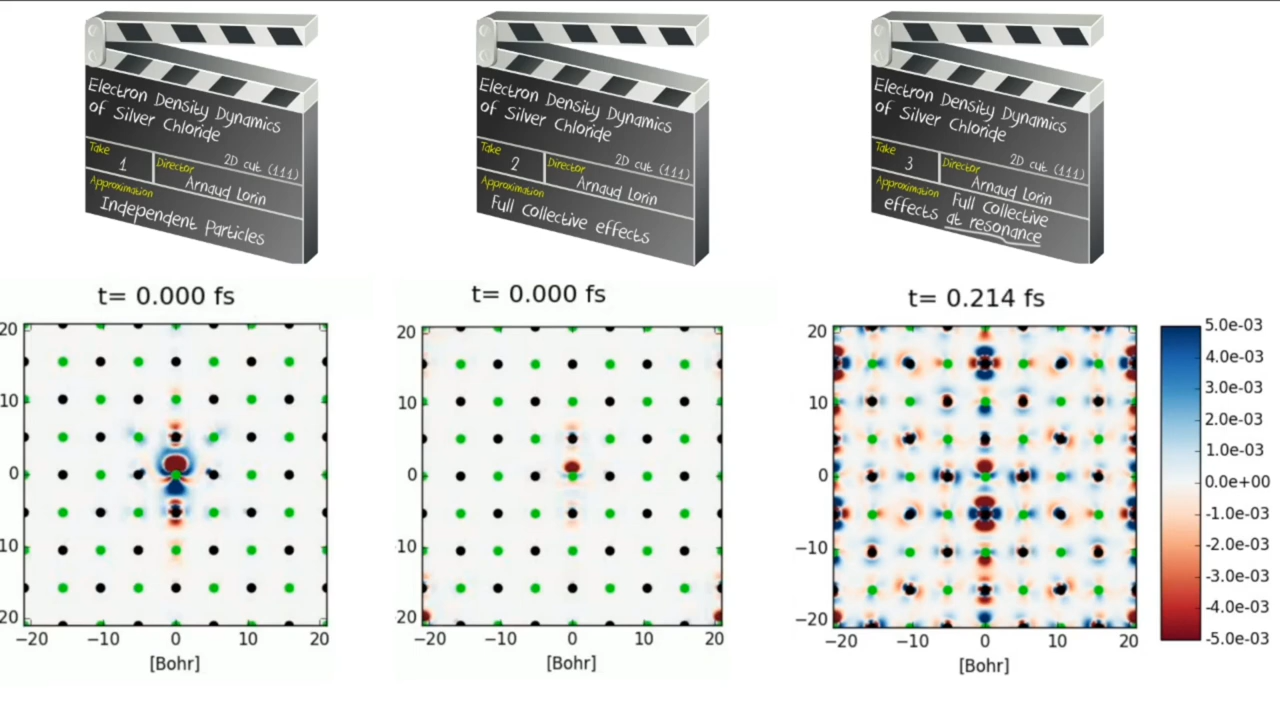 Electron Density Dynamics
of Silver Chloride
2D cut (111)
Take
1
Director
Arnaud Lorin
Approximation
Independent Particles
Electron Density Dynamics
of Silver Chloride
2D cut (111)
Take
2
Director
Arnaud Lorin
Approximation
Full Collective effects
Electron Density Dynamics
of Silver Chloride
2D cut (111)
Take
3
Director
Arnaud Lorin
Approximation
Full Collective
effects at resonance
t= 0.000 fs
20
10
0
10
20
−20 −10 0 10 20
[Bohr]
t= 0.000 fs
20
10
0
10
20
−20 −10 0 10 20
[Bohr]
t= 0.214 fs
20
10
0
−10
−20
−20 −10 0 10 20
[Bohr]
5.0e-03
4.0e-03
3.0e-03
2.0e-03
1.0e-03
0.0e+00
-1.0e-03
-2.0e-03
-3.0e-03
-4.0e-03
-5.0e-03